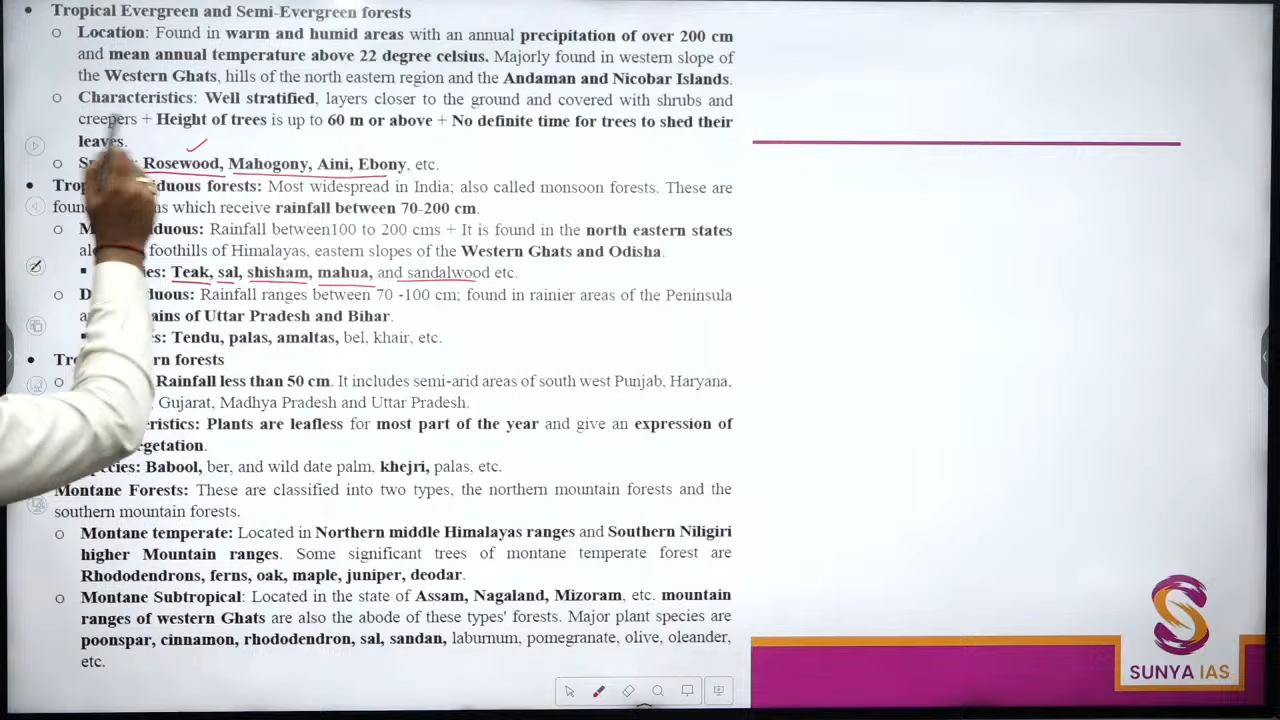 • Tropical Evergreen and Semi-Evergreen forests
o Location: Found in warm and humid areas with an annual precipitation of over 200 cm
and mean annual temperature above 22 degree celsius. Majorly found in western slope of
the Western Ghats, hills of the north eastern region and the Andaman and Nicobar Islands.
o Characteristics: Well stratified, layers closer to the ground and covered with shrubs and
creepers + Height of trees is up to 60 m or above + No definite time for trees to shed their
leaves.
o Rosewood, Mahogony, Aini, Ebony, etc.
• forests: Most widespread in India; also called monsoon forests. These are
which receive rainfall between 70-200 cm.
o Rainfall between100 to 200 cms + It is found in the north eastern states
foothills of Himalayas, eastern slopes of the Western Ghats and Odisha.
▪ Teak, sal, shisham, mahua, and sandalwood etc.
o Rainfall ranges between 70 -100 cm; found in rainier areas of the Peninsula
of Uttar Pradesh and Bihar.
Tendu, palas, amaltas, bel, khair, etc.
• forests
o Rainfall less than 50 cm. It includes semi-arid areas of south west Punjab, Haryana,
Gujarat, Madhya Pradesh and Uttar Pradesh.
Plants are leafless for most part of the year and give an expression of
Babool, ber, and wild date palm, khejri, palas, etc.
Montane Forests: These are classified into two types, the northern mountain forests and the
southern mountain forests.
o Montane temperate: Located in Northern middle Himalayas ranges and Southern Niligiri
higher Mountain ranges. Some significant trees of montane temperate forest are
Rhododendrons, ferns, oak, maple, juniper, deodar.
o Montane Subtropical: Located in the state of Assam, Nagaland, Mizoram, etc. mountain
ranges of western Ghats are also the abode of these types' forests. Major plant species are
poonspar, cinnamon, rhododendron, sal, sandan, laburnum, pomegranate, olive, oleander,
etc.
SUNYA IAS